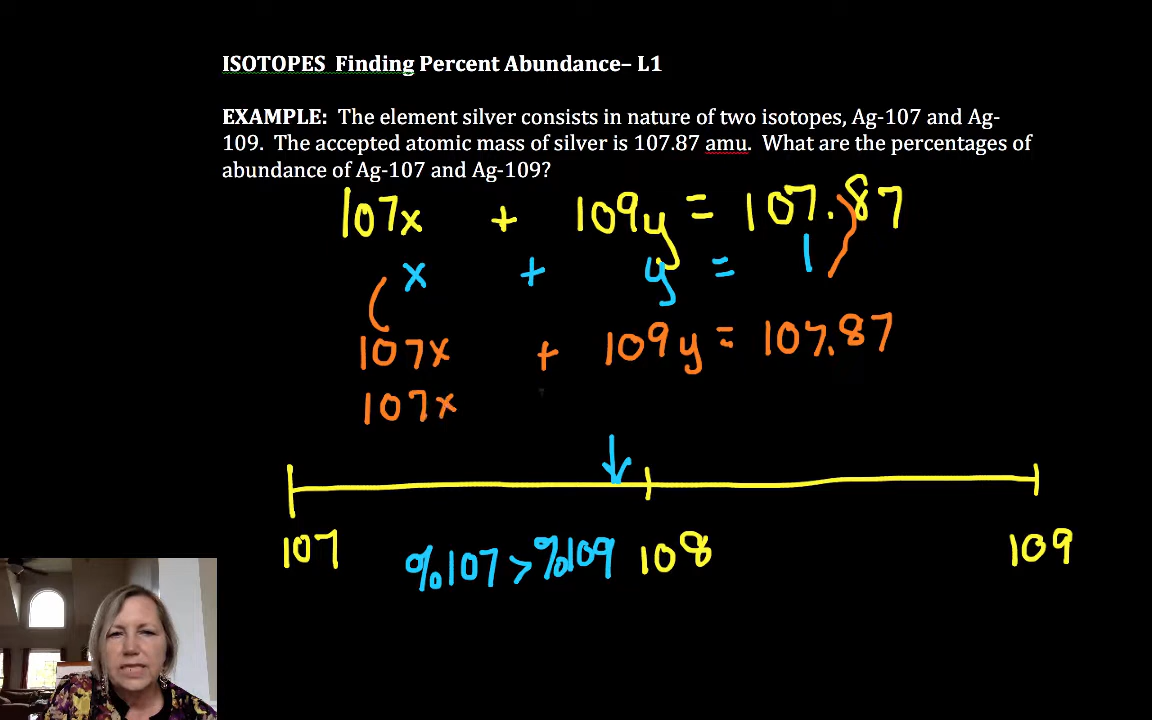 ISOTOPES Finding Percent Abundance– L1
EXAMPLE: The element silver consists in nature of two isotopes, Ag-107 and Ag-
109. The accepted atomic mass of silver is 107.87 amu. What are the percentages of
abundance of Ag-107 and Ag-109?
107x + 109y = 107.87
x + y = 1
107x + 109y = 107.87
107x
107 %107 > %109 108 109